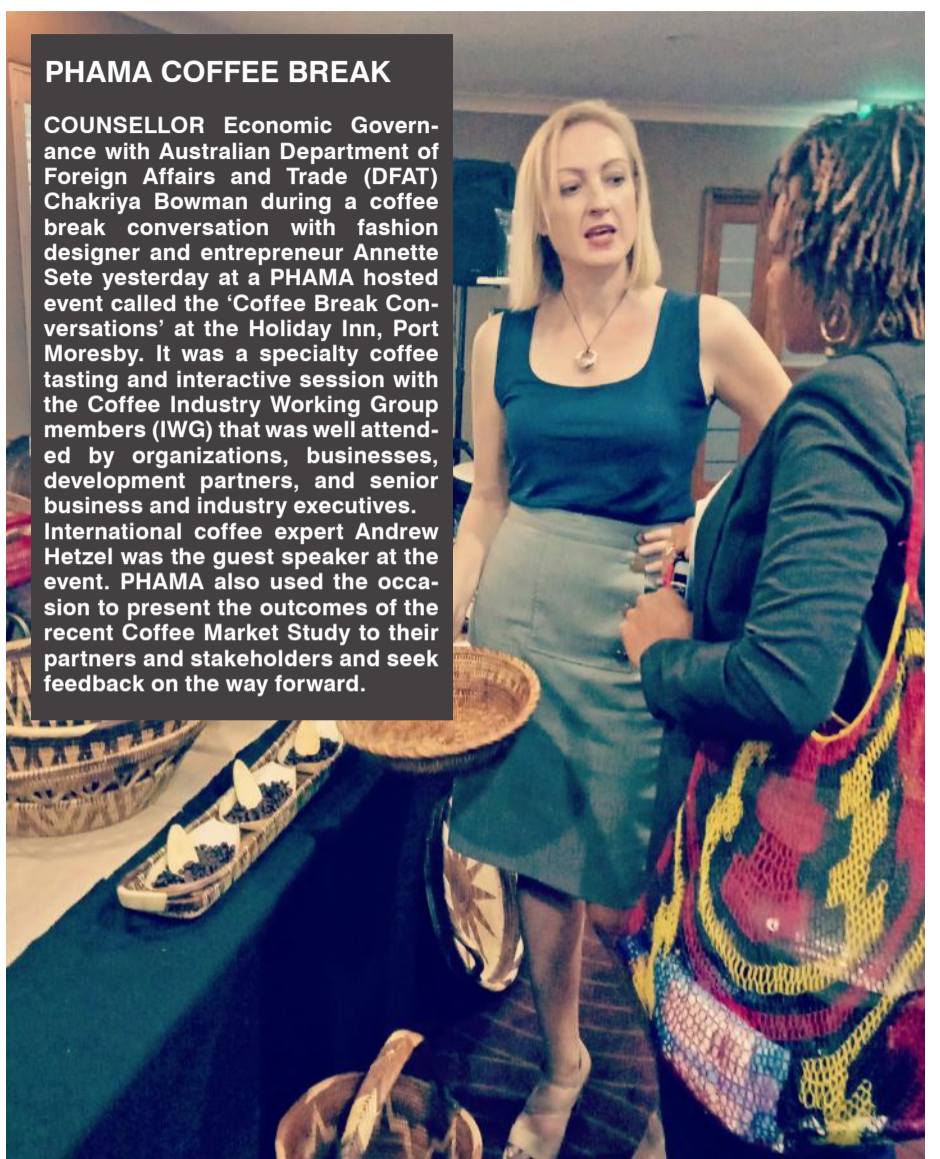 PHAMA COFFEE BREAK
COUNSELLOR Economic Govern-
ance with Australian Department of
Foreign Affairs and Trade (DFAT)
Chakriya Bowman during a coffee
break conversation with fashion
designer and entrepreneur Annette
Sete yesterday at a PHAMA hosted
event called the ‘Coffee Break Con-
versations’ at the Holiday Inn, Port
Moresby. It was a specialty coffee
tasting and interactive session with
the Coffee Industry Working Group
members (IWG) that was well attend-
ed by organizations, businesses,
development partners, and senior
business and industry executives.
International coffee expert Andrew
Hetzel was the guest speaker at the
event. PHAMA also used the occa-
sion to present the outcomes of the
recent Coffee Market Study to their
partners and stakeholders and seek
feedback on the way forward.